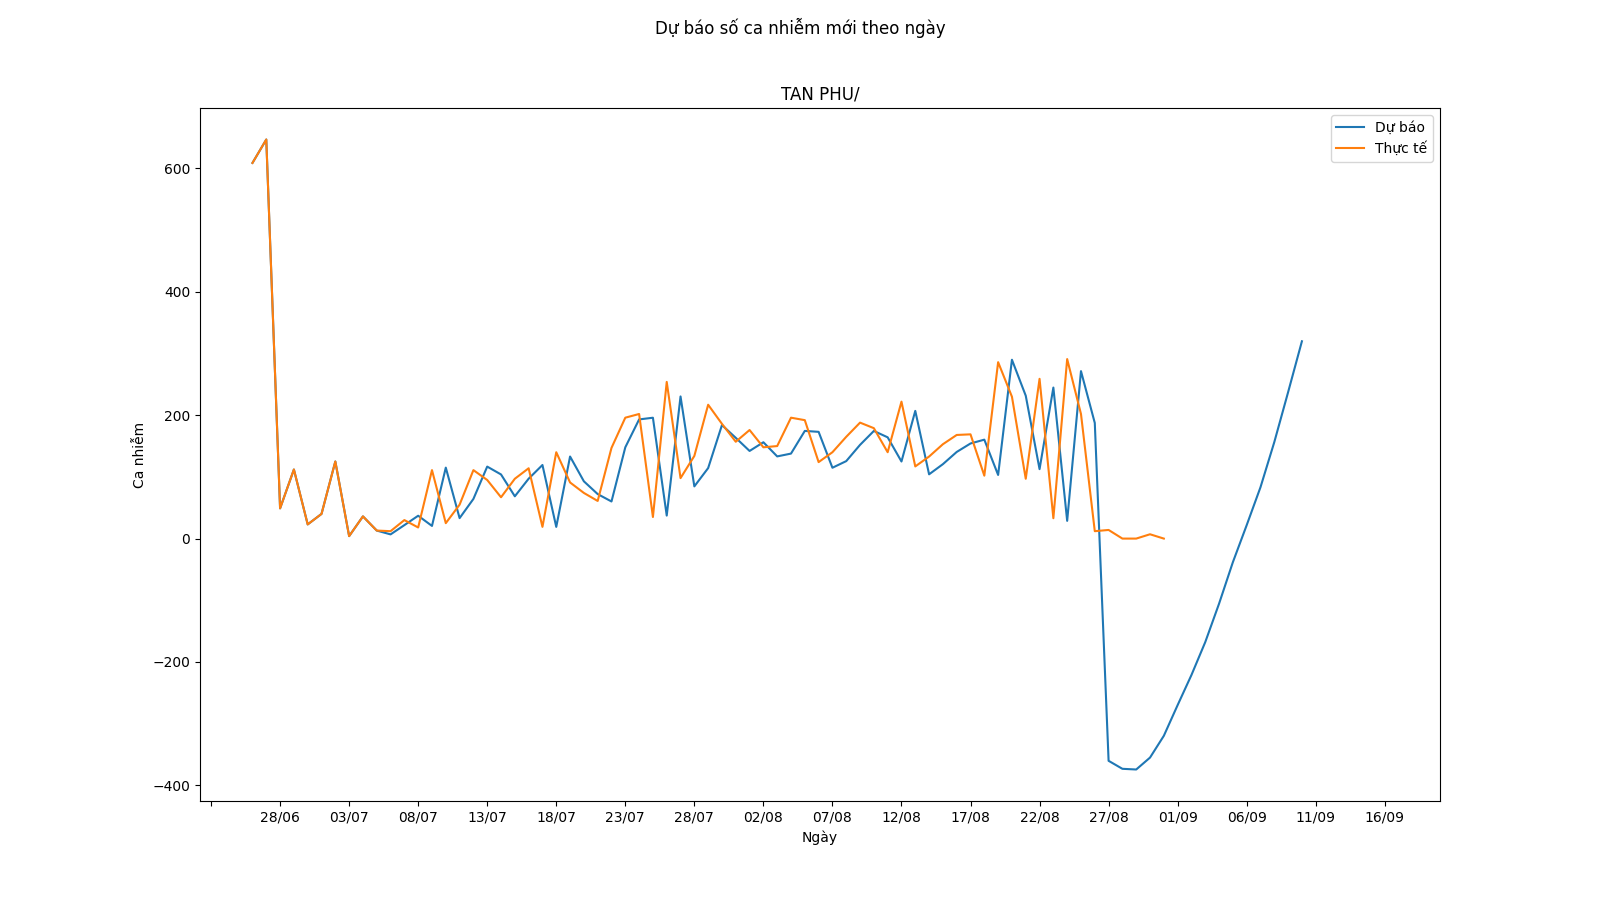 Dự báo số ca nhiễm mới theo ngày
TAN PHU/
Dự báo
Thực tế
Ca nhiễm
600
400
200
0
−200
−400
28/06 03/07 08/07 13/07 18/07 23/07 28/07 02/08 07/08 12/08 17/08 22/08 27/08 01/09 06/09 11/09 16/09
Ngày